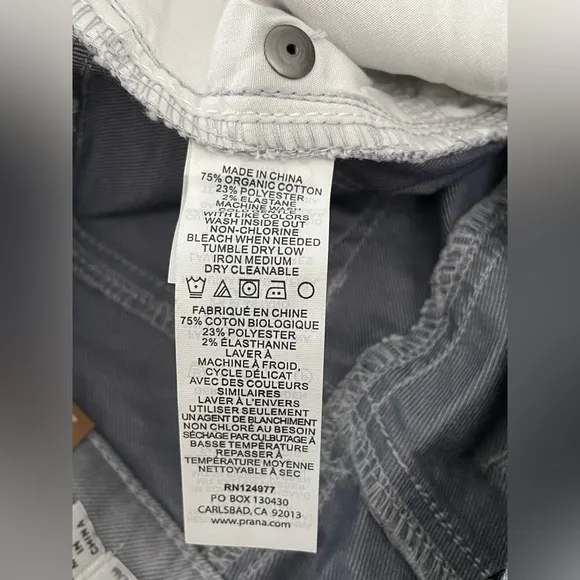 MADE IN CHINA
75% ORGANIC COTTON
23% POLYESTER
2% ELASTANE
MACHINE
WITH LIKE COLORS
WASH INSIDE OUT
NON-CHLORINE
BLEACH WHEN NEEDED
TUMBLE DRY LOW
IRON MEDIUM
DRY CLEANABLE
FABRIQUÉ EN CHINE
75% COTON BIOLOGIQUE
23% POLYESTER
2% ÉLASTHANNE
LAVER À
MACHINE À FROID,
CYCLE DÉLICAT
AVEC DES COULEURS
SIMILAIRES
LAVER À L'ENVERS
UTILISER SEULEMENT
UN AGENT DE BLANCHIMENT
NON CHLORÉ AU BESOIN
SÉCHAGE PAR CULBUTAGE À
BASSE TEMPÉRATURE
REPASSER À
TEMPÉRATURE MOYENNE
NETTOYABLE À SEC
RN124977
PO BOX 130430
CARLSBAD, CA 92013
www.prana.com
IN
CHINA